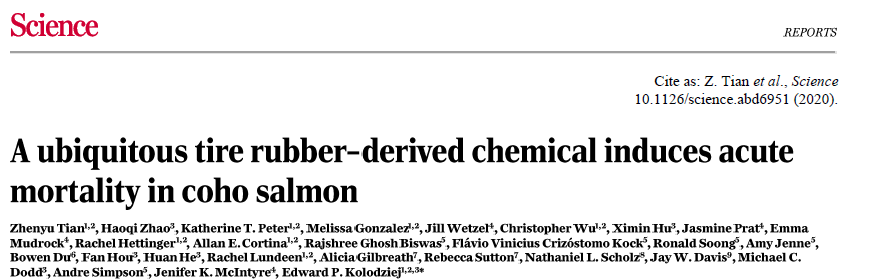 Science
REPORTS
Cite as: Z. Tian et al., Science
10.1126/science.abd6951 (2020).
A ubiquitous tire rubber–derived chemical induces acute
mortality in coho salmon
Zhenyu Tian1,2, Haoqi Zhao3, Katherine T. Peter1,2, Melissa Gonzalez1,2, Jill Wetzel4, Christopher Wu1,2, Ximin Hu3, Jasmine Prat4, Emma
Mudrock4, Rachel Hettinger1,2, Allan E. Cortina1,2, Rajshree Ghosh Biswas5, Flávio Vinicius Crizóstomo Kock5, Ronald Soong5, Amy Jenne5,
Bowen Du6, Fan Hou3, Huan He3, Rachel Lundeen1,2, Alicia Gilbreath7, Rebecca Sutton7, Nathaniel L. Scholz8, Jay W. Davis9, Michael C.
Dodd3, Andre Simpson5, Jenifer K. McIntyre4, Edward P. Kolodziej1,2,3*